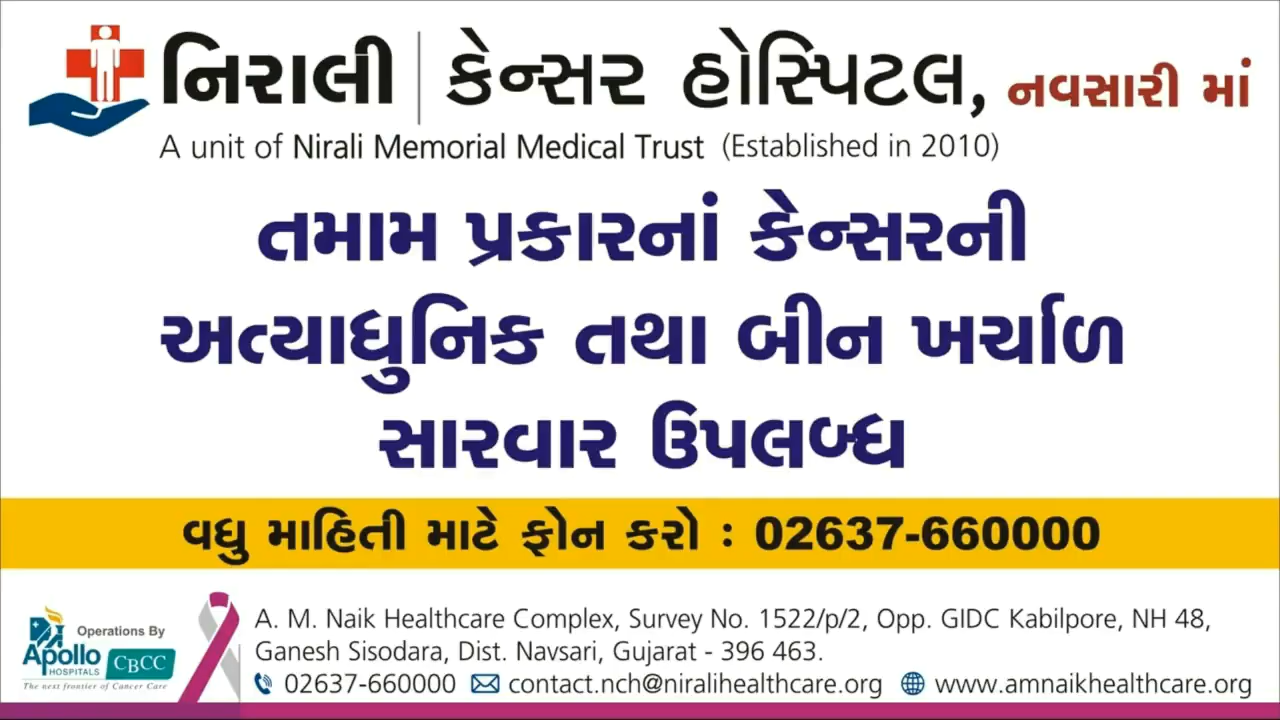 નિરાલી કેન્સર હોસ્પિટલ, નવસારી માં
A unit of Nirali Memorial Medical Trust (Established in 2010)
તમામ પ્રકારનાં કેન્સરની
અત્યાધુનિક તથા બીન ખર્ચાળ
સારવાર ઉપલબ્ધ
વધુ માહિતી માટે ફોન કરો : 02637-660000
Operations By
Apollo
HOSPITALS
CBCC
The next frontier of Cancer Care
A. M. Naik Healthcare Complex, Survey No. 1522/p/2, Opp. GIDC Kabilpore, NH 48,
Ganesh Sisodara, Dist. Navsari, Gujarat - 396 463.
02637-660000 contact.nch@niralihealthcare.org www.amnaikhealthcare.org